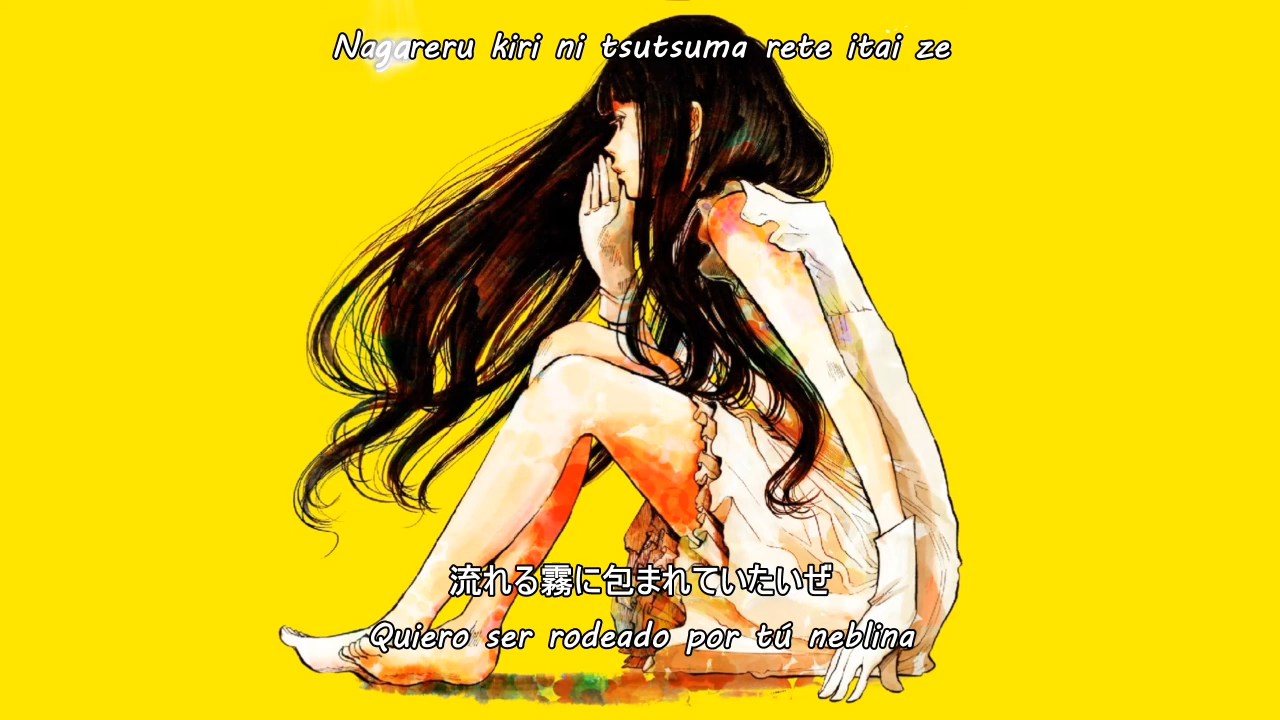 Nagareru kiri ni tsutsuma rete itai ze
流れる霧に包まれていたいぜ
Quiero ser rodeado por tú neblina